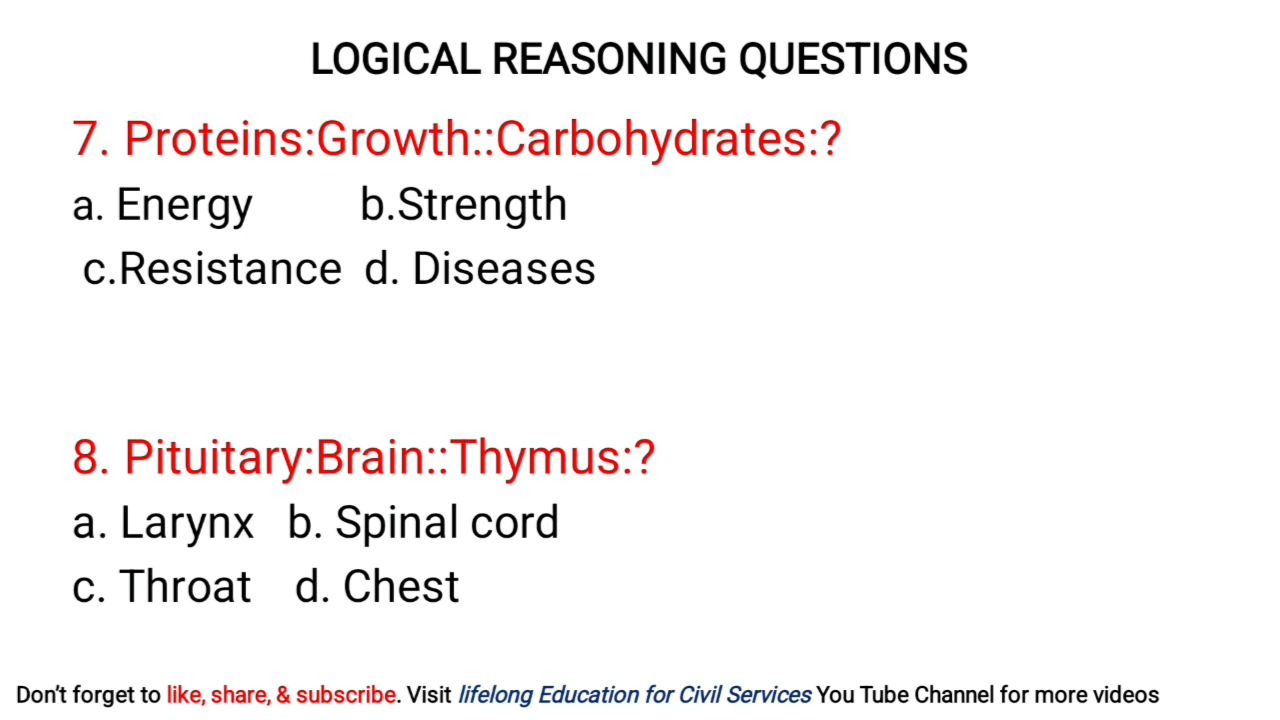 LOGICAL REASONING QUESTIONS
7. Proteins:Growth::Carbohydrates:?
a. Energy b.Strength
c.Resistance d. Diseases
8. Pituitary:Brain::Thymus:?
a. Larynx b. Spinal cord
c. Throat d. Chest
Don't forget to like, share, & subscribe. Visit lifelong Education for Civil Services You Tube Channel for more videos